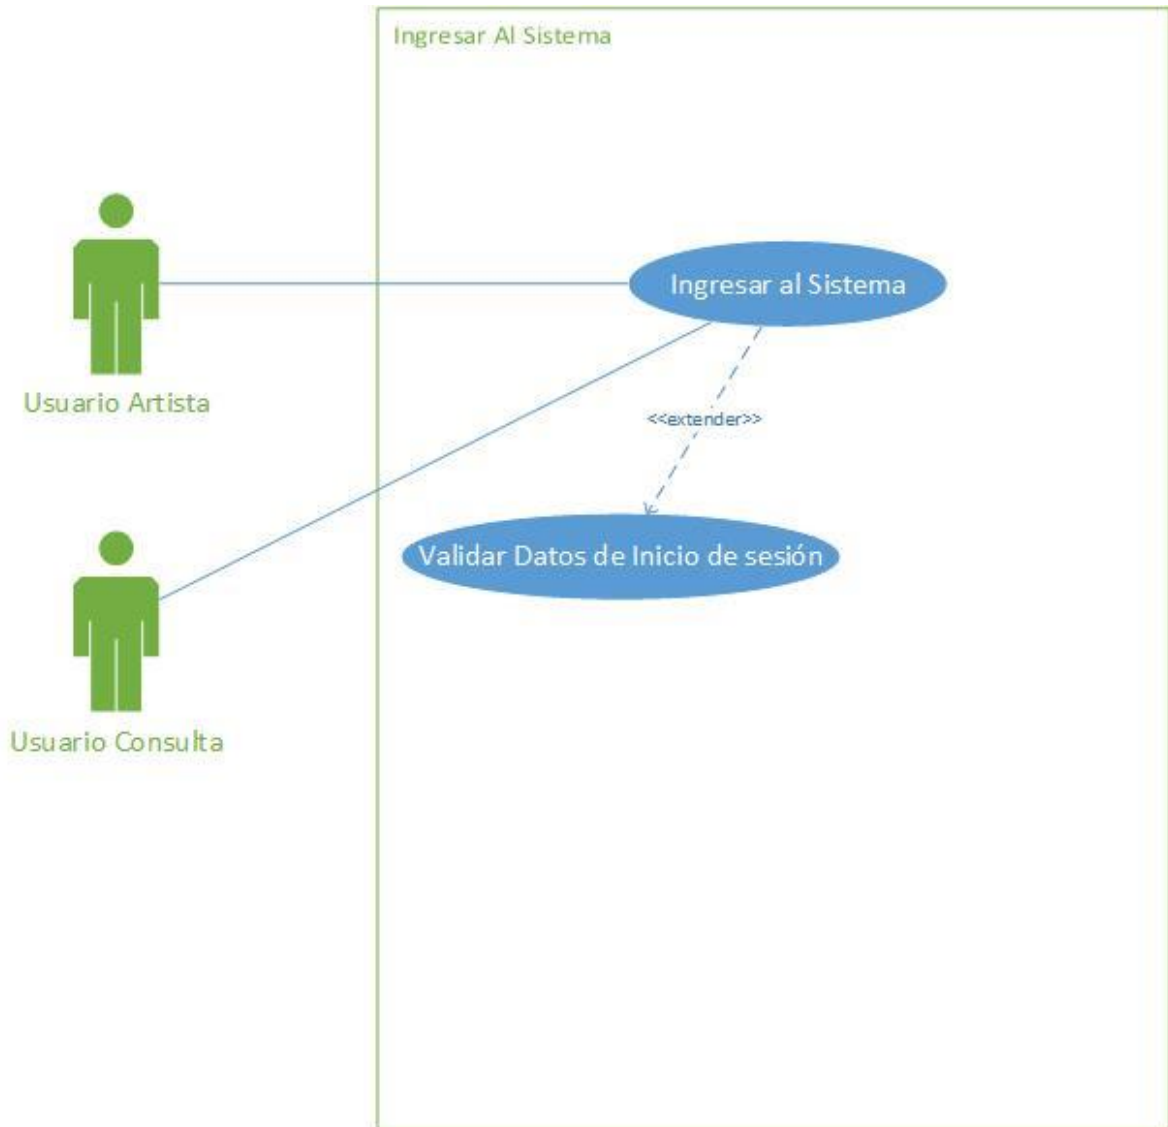 Ingresar Al Sistema
Ingresar al Sistema
Usuario Artista
<<extender>>
Validar Datos de Inicio de sesión
Usuario Consulta